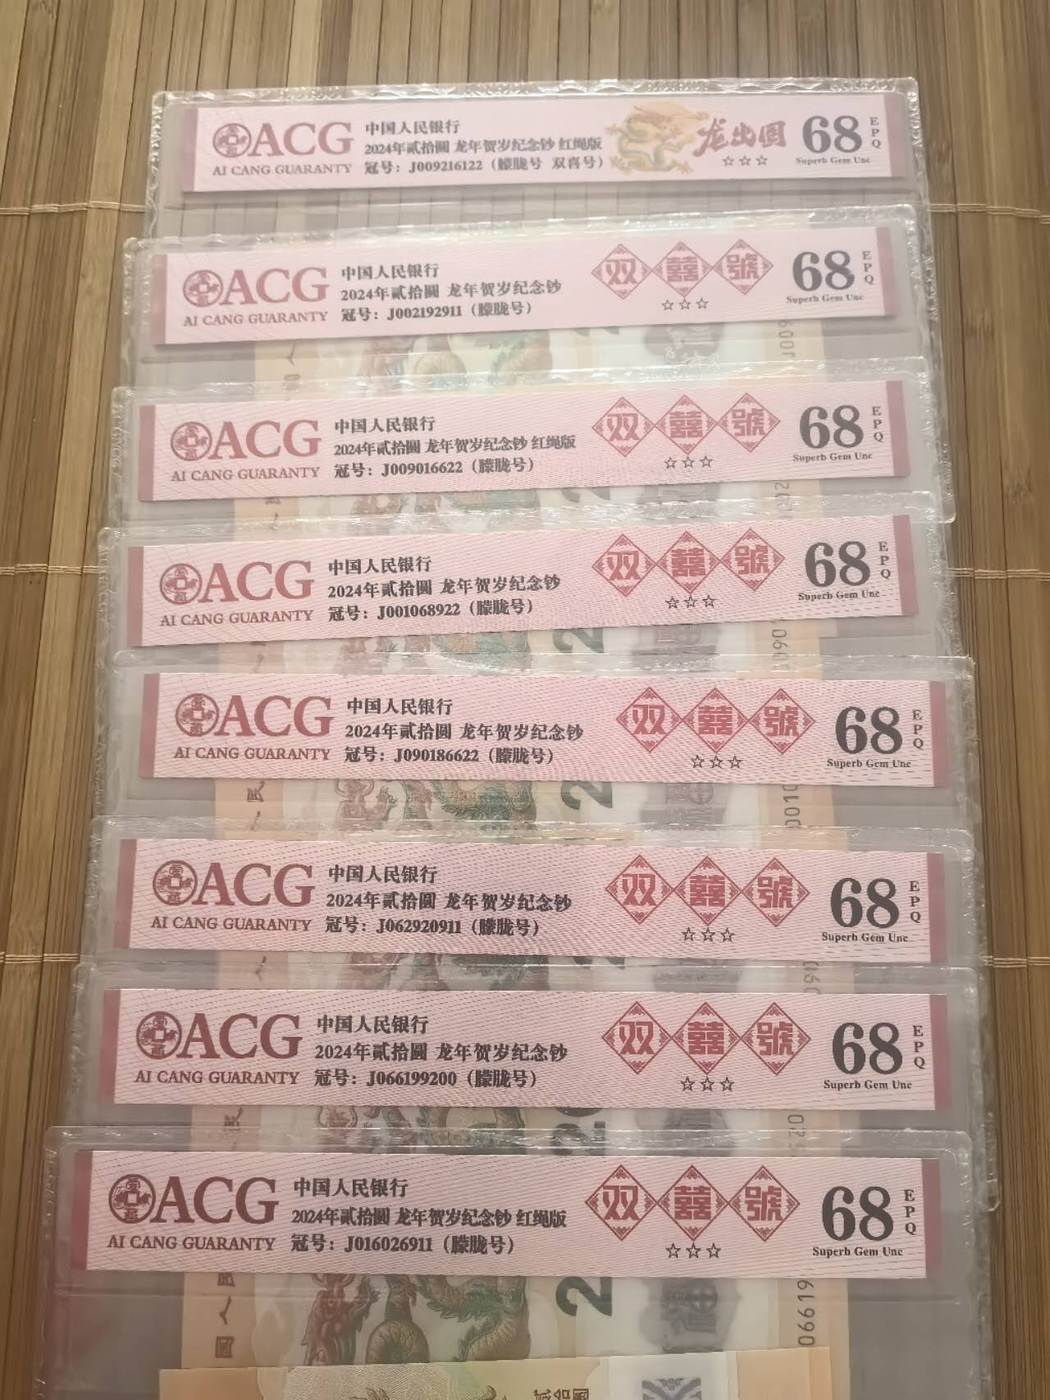 ACG
AI CANG GUARANTY
中国人民银行
2024年贰拾圆 龙年贺岁纪念钞 红绳版
冠号：J009216122（朦胧号 双喜号）
龙出圆
☆☆☆
68
EPQ
Superb Gem Unc
ACG
AI CANG GUARANTY
中国人民银行
2024年贰拾圆 龙年贺岁纪念钞
冠号：J002192911（朦胧号）
双囍號
☆☆☆
68
EPQ
Superb Gem Unc
ACG
AI CANG GUARANTY
中国人民银行
2024年贰拾圆 龙年贺岁纪念钞 红绳版
冠号：J009016622（朦胧号）
双囍號
☆☆☆
68
EPQ
Superb Gem Unc
ACG
AI CANG GUARANTY
中国人民银行
2024年贰拾圆 龙年贺岁纪念钞
冠号：J001068922（朦胧号）
双囍號
☆☆☆
68
EPQ
Superb Gem Unc
ACG
AI CANG GUARANTY
中国人民银行
2024年贰拾圆 龙年贺岁纪念钞
冠号：J090186622（朦胧号）
双囍號
☆☆☆
68
EPQ
Superb Gem Unc
ACG
AI CANG GUARANTY
中国人民银行
2024年贰拾圆 龙年贺岁纪念钞
冠号：J062920911（朦胧号）
双囍號
☆☆☆
68
EPQ
Superb Gem Unc
ACG
AI CANG GUARANTY
中国人民银行
2024年贰拾圆 龙年贺岁纪念钞
冠号：J066199200（朦胧号）
双囍號
☆☆☆
68
EPQ
Superb Gem Unc
ACG
AI CANG GUARANTY
中国人民银行
2024年贰拾圆 龙年贺岁纪念钞 红绳版
冠号：J016026911（朦胧号）
双囍號
☆☆☆
68
EPQ
Superb Gem Unc
2
06619